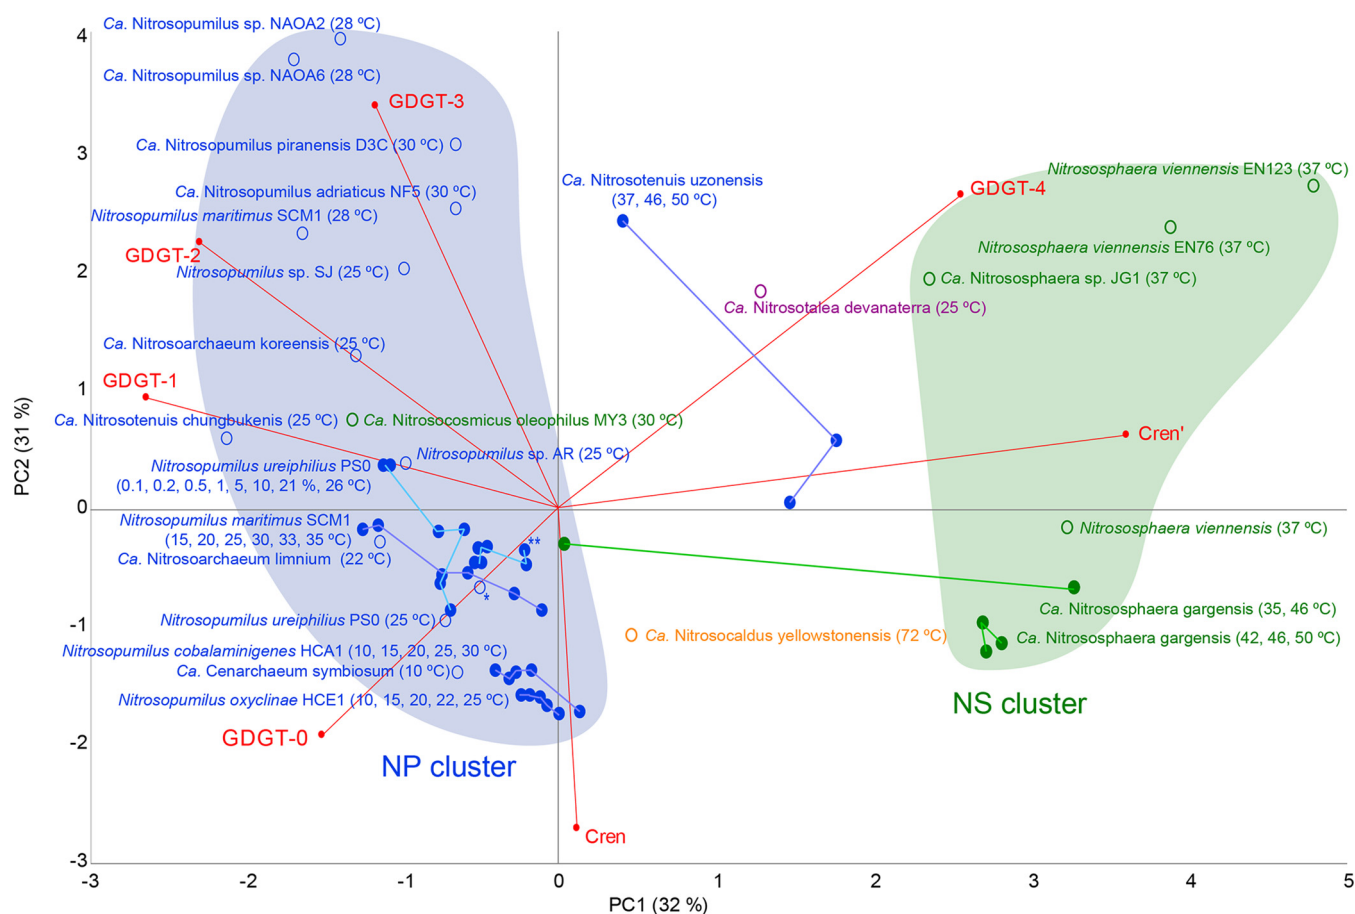 Ca. Nitrosopumilus sp. NAOA2 (28 ºC)
4
Ca. Nitrosopumilus sp. NAOA6 (28 ºC)
GDGT-3
3
Ca. Nitrosopumilus piranensis D3C (30 ºC)
Ca. Nitrosotenuis uzonensis
(37, 46, 50 ºC)
Nitrososphaera viennensis EN123 (37 ºC)
GDGT-4
Ca. Nitrosopumilus adriaticus NF5 (30 ºC)
Nitrosopumilus maritimus SCM1 (28 ºC)
GDGT-2
Nitrososphaera viennensis EN76 (37 ºC)
2
Nitrosopumilus sp. SJ (25 ºC)
Ca. Nitrososphaera sp. JG1 (37 ºC)
Ca. Nitrosotalea devanaterra (25 ºC)
Ca. Nitrosoarchaeum koreensis (25 ºC)
GDGT-1
1
Ca. Nitrosotenuis chungbukenis (25 ºC)
Ca. Nitrosocosmicus oleophilus MY3 (30 ºC)
Cren'
PC2 (31 %)
Nitrosopumilus sp. AR (25 ºC)
Nitrosopumilus ureiphilius PS0
(0.1, 0.2, 0.5, 1, 5, 10, 21 %, 26 ºC)
0
Nitrosopumilus maritimus SCM1
(15, 20, 25, 30, 33, 35 ºC)
**
Nitrososphaera viennensis (37 ºC)
Ca. Nitrosoarchaeum limnium (22 ºC)
*
Nitrosopumilus ureiphilius PS0 (25 ºC)
-1
Ca. Nitrososphaera gargensis (35, 46 ºC)
Ca. Nitrosocaldus yellowstonensis (72 ºC)
Ca. Nitrososphaera gargensis (42, 46, 50 ºC)
Nitrosopumilus cobalaminigenes HCA1 (10, 15, 20, 25, 30 ºC)
Ca. Cenarchaeum symbiosum (10 ºC)
Nitrosopumilus oxyclinae HCE1 (10, 15, 20, 22, 25 ºC)
NS cluster
GDGT-0
-2
NP cluster
Cren
-3
-3 -2 -1 0 1 2 3 4 5
PC1 (32 %)